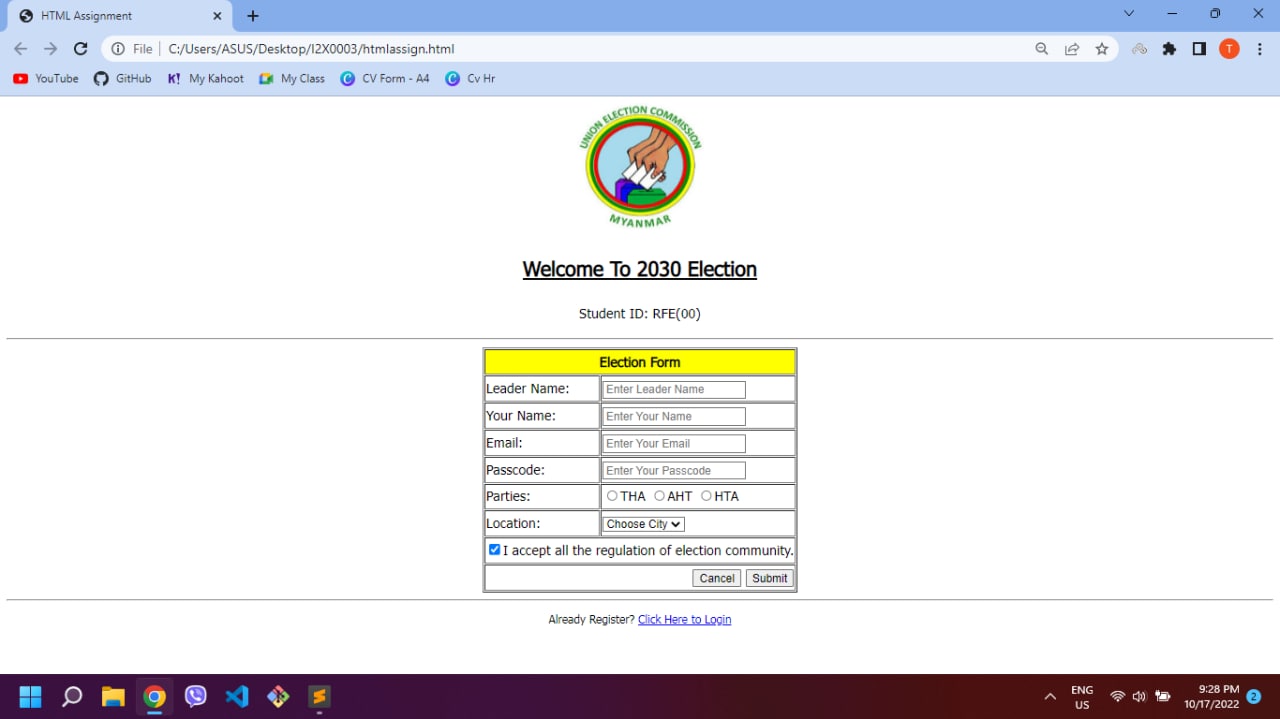 HTML Assignment
File C:/Users/ASUS/Desktop/I2X0003/htmlassign.html T
YouTube GitHub K! My Kahoot My Class C CV Form - A4 C Cv Hr
UNION ELECTION COMMISSION
MYANMAR
Welcome To 2030 Election
Student ID: RFE(00)
Election Form
Leader Name: Enter Leader Name
Your Name: Enter Your Name
Email: Enter Your Email
Passcode: Enter Your Passcode
Parties: THA AHT HTA
Location: Choose City
I accept all the regulation of election community.
Cancel Submit
Already Register? Click Here to Login
ENG 9:28 PM
US 10/17/2022 2